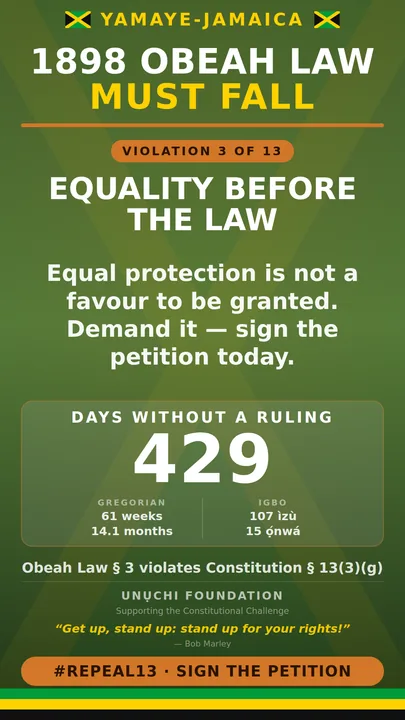 YAMAYE-JAMAICA
1898 OBEAH LAW
MUST FALL
VIOLATION 3 OF 13
EQUALITY BEFORE
THE LAW
Equal protection is not a
favour to be granted.
Demand it — sign the
petition today.
DAYS WITHOUT A RULING
429
GREGORIAN
61 weeks
14.1 months
IGBO
107 ìzù
15 ọ́nwá
Obeah Law § 3 violates Constitution § 13(3)(g)
UNỤCHI FOUNDATION
Supporting the Constitutional Challenge
“Get up, stand up: stand up for your rights!”
— Bob Marley
#REPEAL13 · SIGN THE PETITION